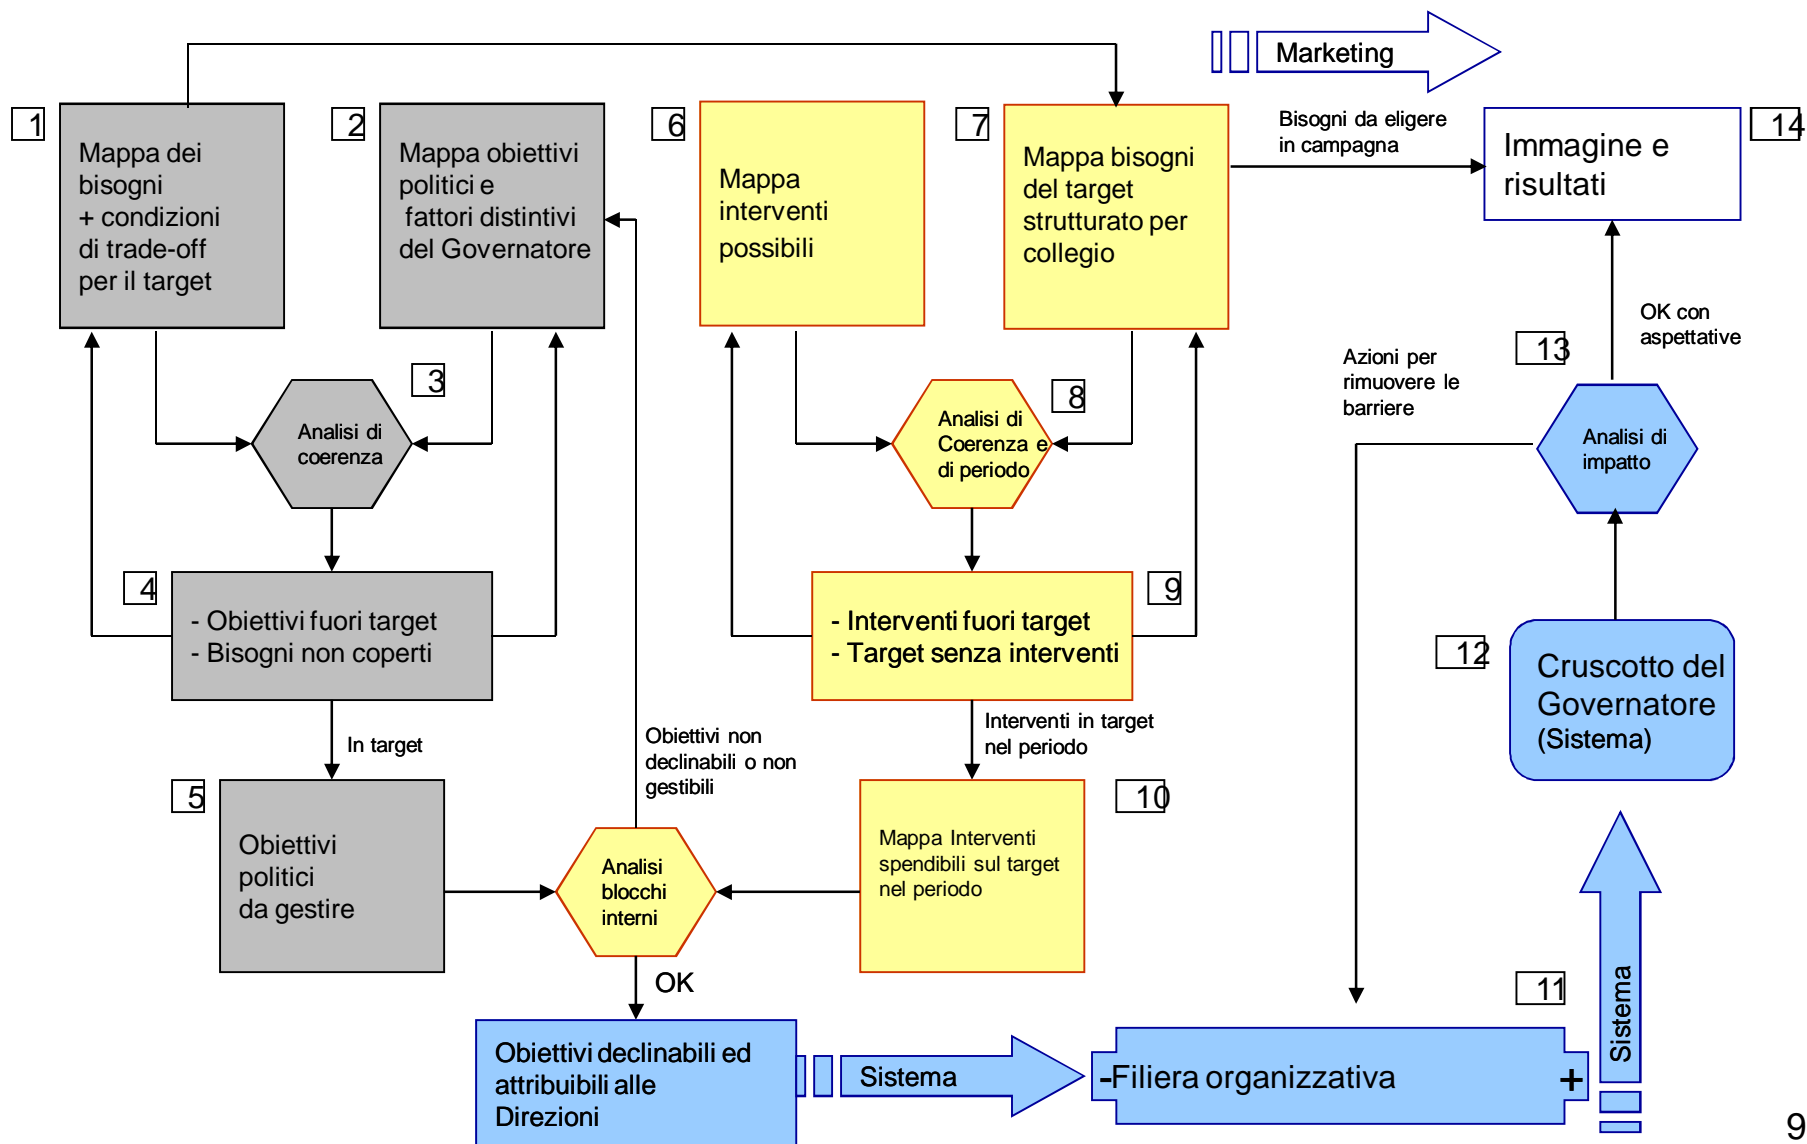 Marketing
1
Mappa dei
bisogni
+ condizioni
di trade-off
per il target
2
Mappa obiettivi
politici e
fattori distintivi
del Governatore
6
Mappa
interventi
possibili
7
Mappa bisogni
del target
strutturato per
collegio
Bisogni da eligere
in campagna
14
Immagine e
risultati
3
Analisi di
coerenza
8
Analisi di
Coerenza e
di periodo
OK con
aspettative
13
Azioni per
rimuovere le
barriere
Analisi di
impatto
4
- Obiettivi fuori target
- Bisogni non coperti
9
- Interventi fuori target
- Target senza interventi
12
Cruscotto del
Governatore
(Sistema)
In target
Obiettivi non
declinabili o non
gestibili
Interventi in target
nel periodo
5
Obiettivi
politici
da gestire
Analisi
blocchi
interni
10
Mappa Interventi
spendibili sul target
nel periodo
OK
11
Sistema
Obiettivi declinabili ed
attribuibili alle
Direzioni
Sistema
-Filiera organizzativa +
9